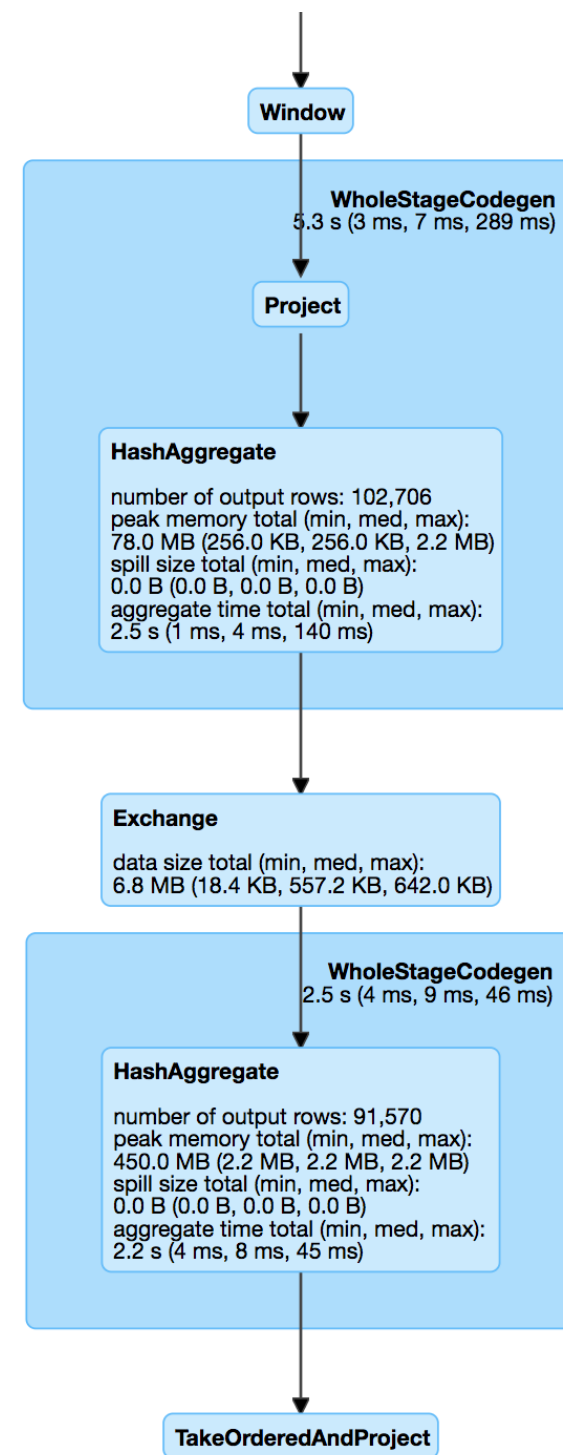 Window
WholeStageCodegen
5.3 s (3 ms, 7 ms, 289 ms)
Project
HashAggregate
number of output rows: 102,706
peak memory total (min, med, max):
78.0 MB (256.0 KB, 256.0 KB, 2.2 MB)
spill size total (min, med, max):
0.0 B (0.0 B, 0.0 B, 0.0 B)
aggregate time total (min, med, max):
2.5 s (1 ms, 4 ms, 140 ms)
Exchange
data size total (min, med, max):
6.8 MB (18.4 KB, 557.2 KB, 642.0 KB)
WholeStageCodegen
2.5 s (4 ms, 9 ms, 46 ms)
HashAggregate
number of output rows: 91,570
peak memory total (min, med, max):
450.0 MB (2.2 MB, 2.2 MB, 2.2 MB)
spill size total (min, med, max):
0.0 B (0.0 B, 0.0 B, 0.0 B)
aggregate time total (min, med, max):
2.2 s (4 ms, 8 ms, 45 ms)
TakeOrderedAndProject